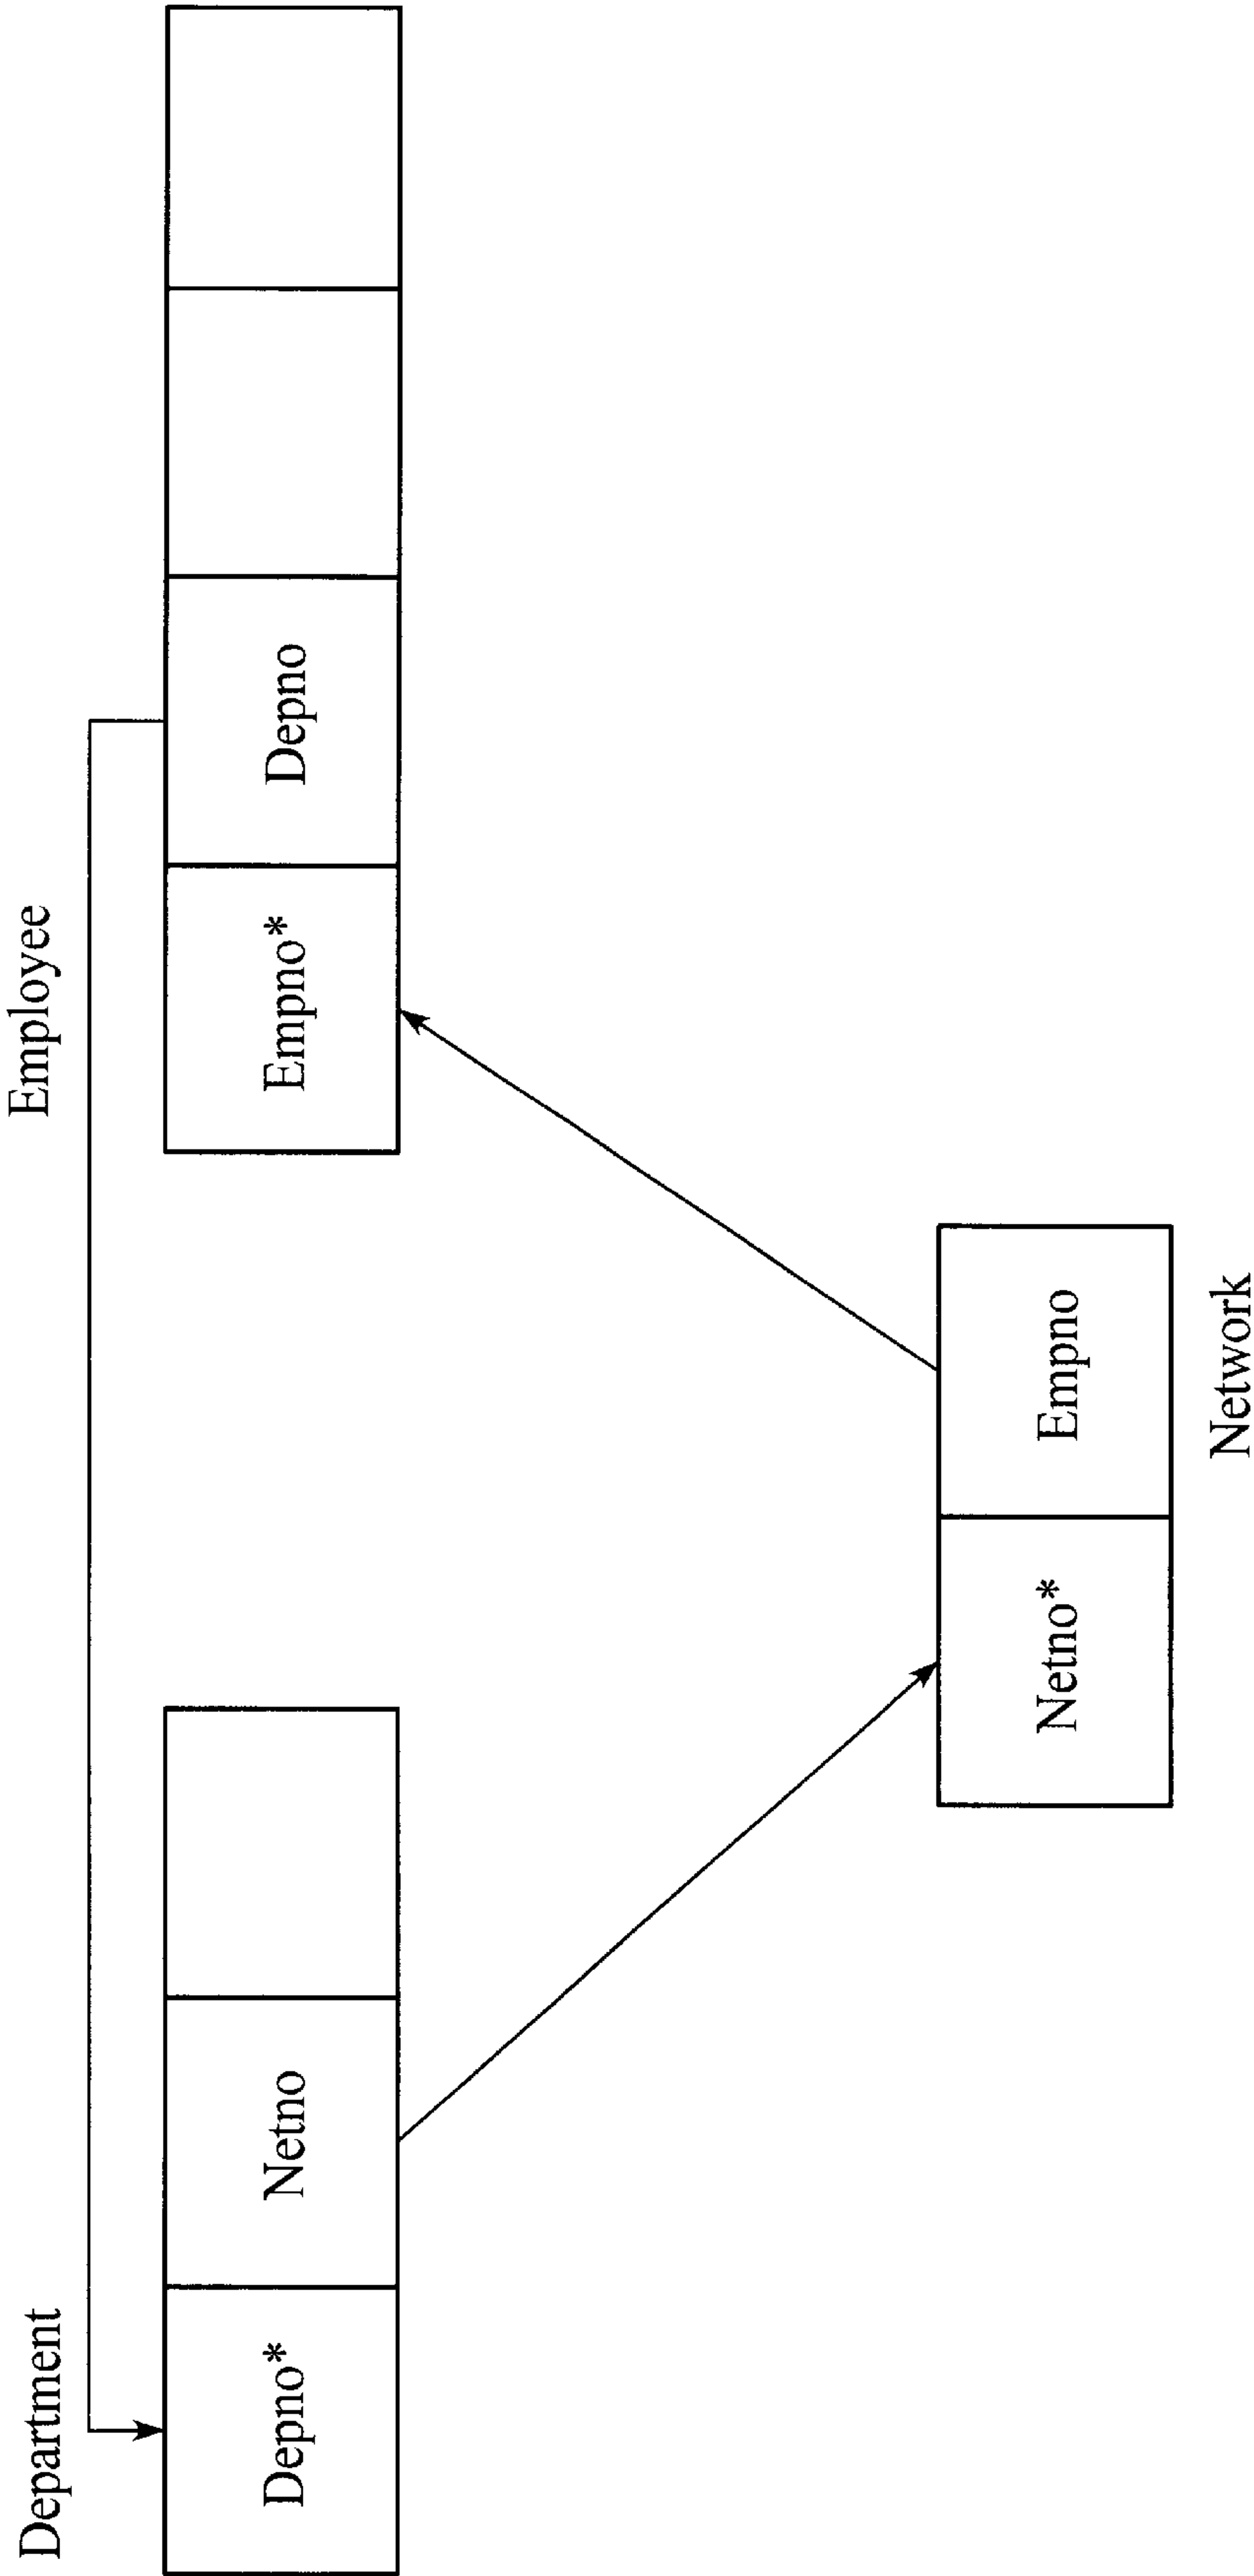 Department
Employee
Depno*
Netno
Empno*
Depno
Netno*
Empno
Network